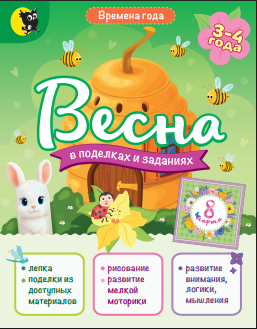 Времена года
3-4
года
Весна
в поделках и заданиях
8
марта
• лепка
• поделки из
доступных
материалов
• рисование
• развитие
мелкой
моторики
• развитие
внимания,
логики,
мышления